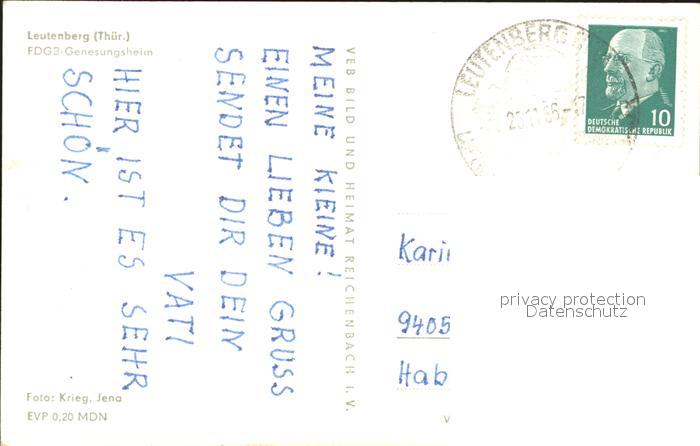 Leutenberg (Thür.)
FDGB-Genesungsheim
MEINE KLEINE!
EINEN LIEBEN GRUSS
SENDET DIR DEIN
VATI
HIER IST ES SEHR
SCHÖN.
Foto: Krieg, Jena
EVP 0,20 MDN
VEB BILD UND HEIMAT REICHENBACH I. V.
LEUTENBERG
DEUTSCHE
DEMOKRATISCHE REPUBLIK
10
9405
privacy protection
Datenschutz
V